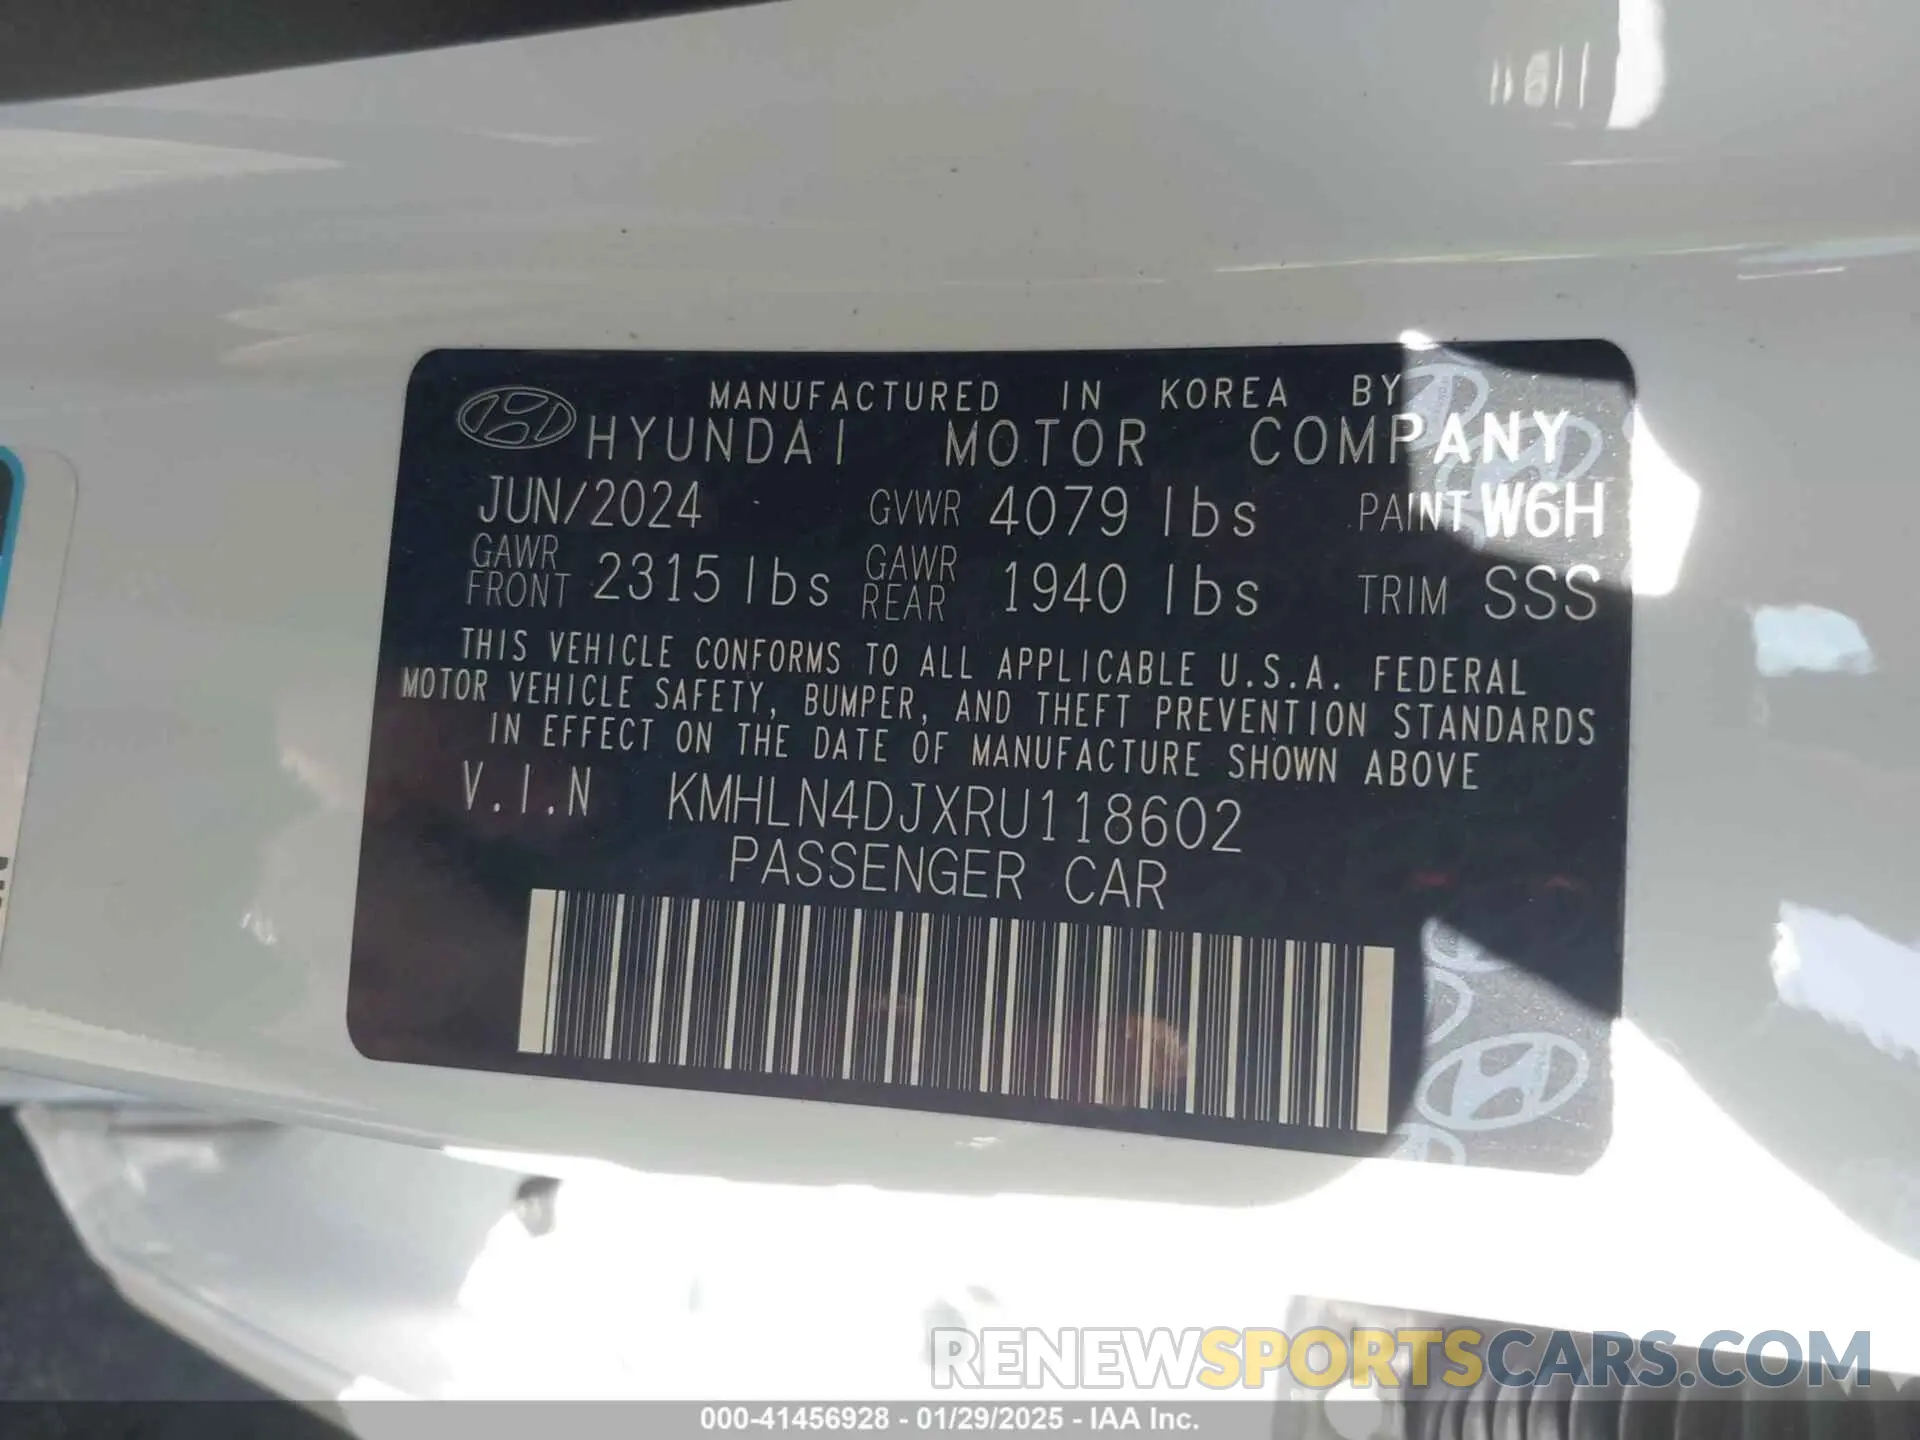 MANUFACTURED IN KOREA BY
HYUNDAI MOTOR COMPANY
JUN/2024 GVWR 4079 lbs PAINT W6H
GAWR FRONT 2315 lbs GAWR REAR 1940 lbs TRIM SSS
THIS VEHICLE CONFORMS TO ALL APPLICABLE U.S.A. FEDERAL
MOTOR VEHICLE SAFETY, BUMPER, AND THEFT PREVENTION STANDARDS
IN EFFECT ON THE DATE OF MANUFACTURE SHOWN ABOVE
V.I.N KMHLN4DJXRU118602
PASSENGER CAR
RENEWSPORTSCARS.COM
000-41456928 - 01/29/2025 - IAA Inc.